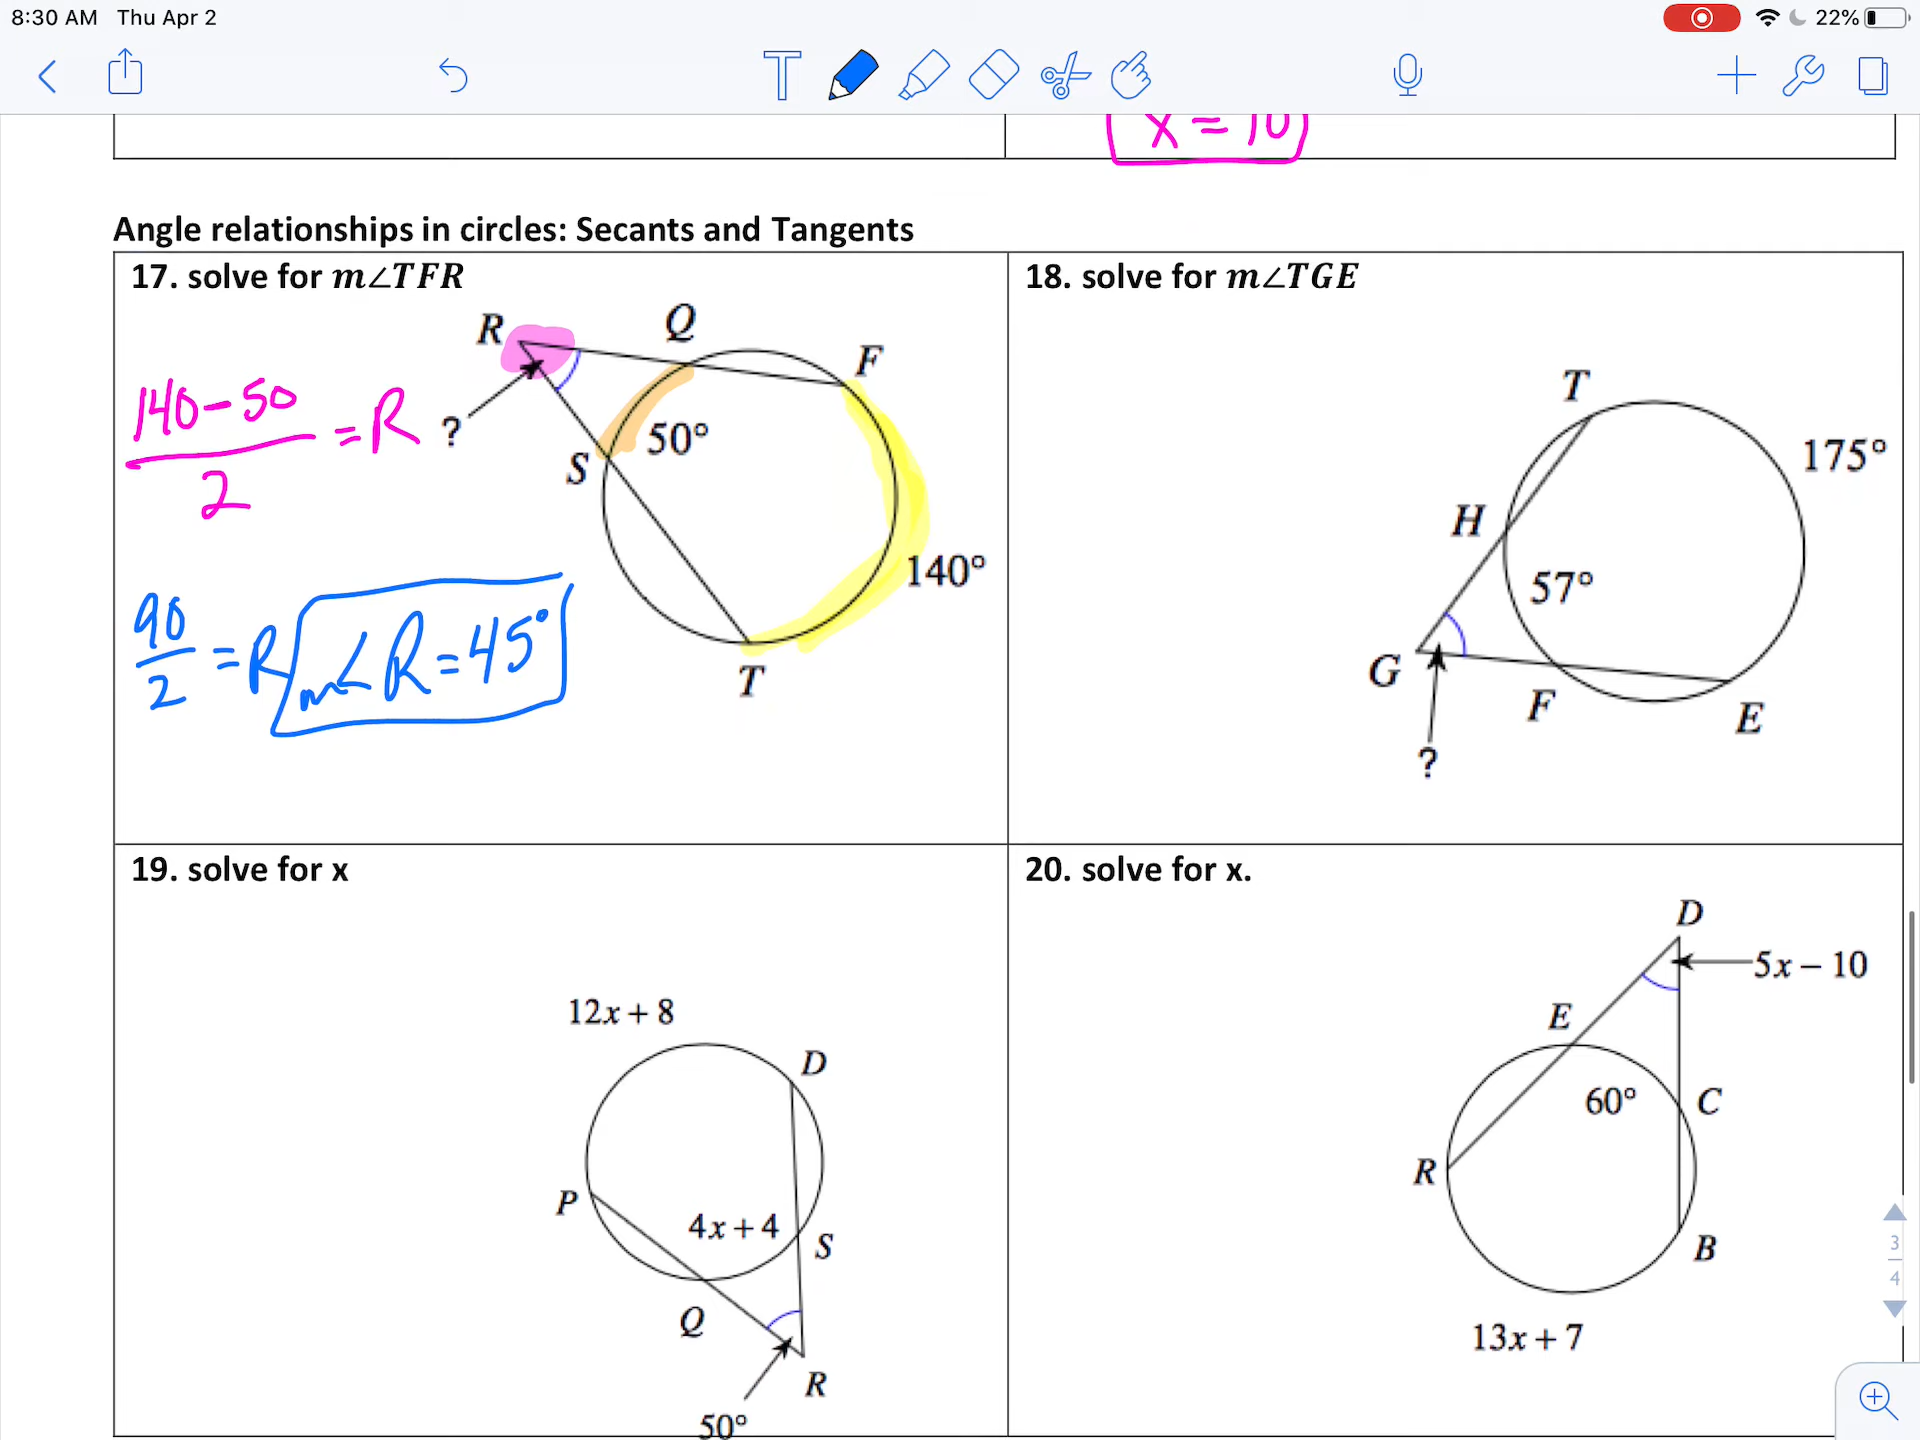 8:30 AM Thu Apr 2
22%
T
x = 10
Angle relationships in circles: Secants and Tangents
17. solve for m∠TFR
R
Q
F
140-50
2
=R
?
50°
S
140°
90
2
=R
m∠R=45°
T
18. solve for m∠TGE
T
175°
H
57°
G
F
E
?
19. solve for x
12x + 8
D
P
4x + 4
S
Q
R
50°
20. solve for x.
D
5x – 10
E
60°
C
R
B
13x + 7
3
4